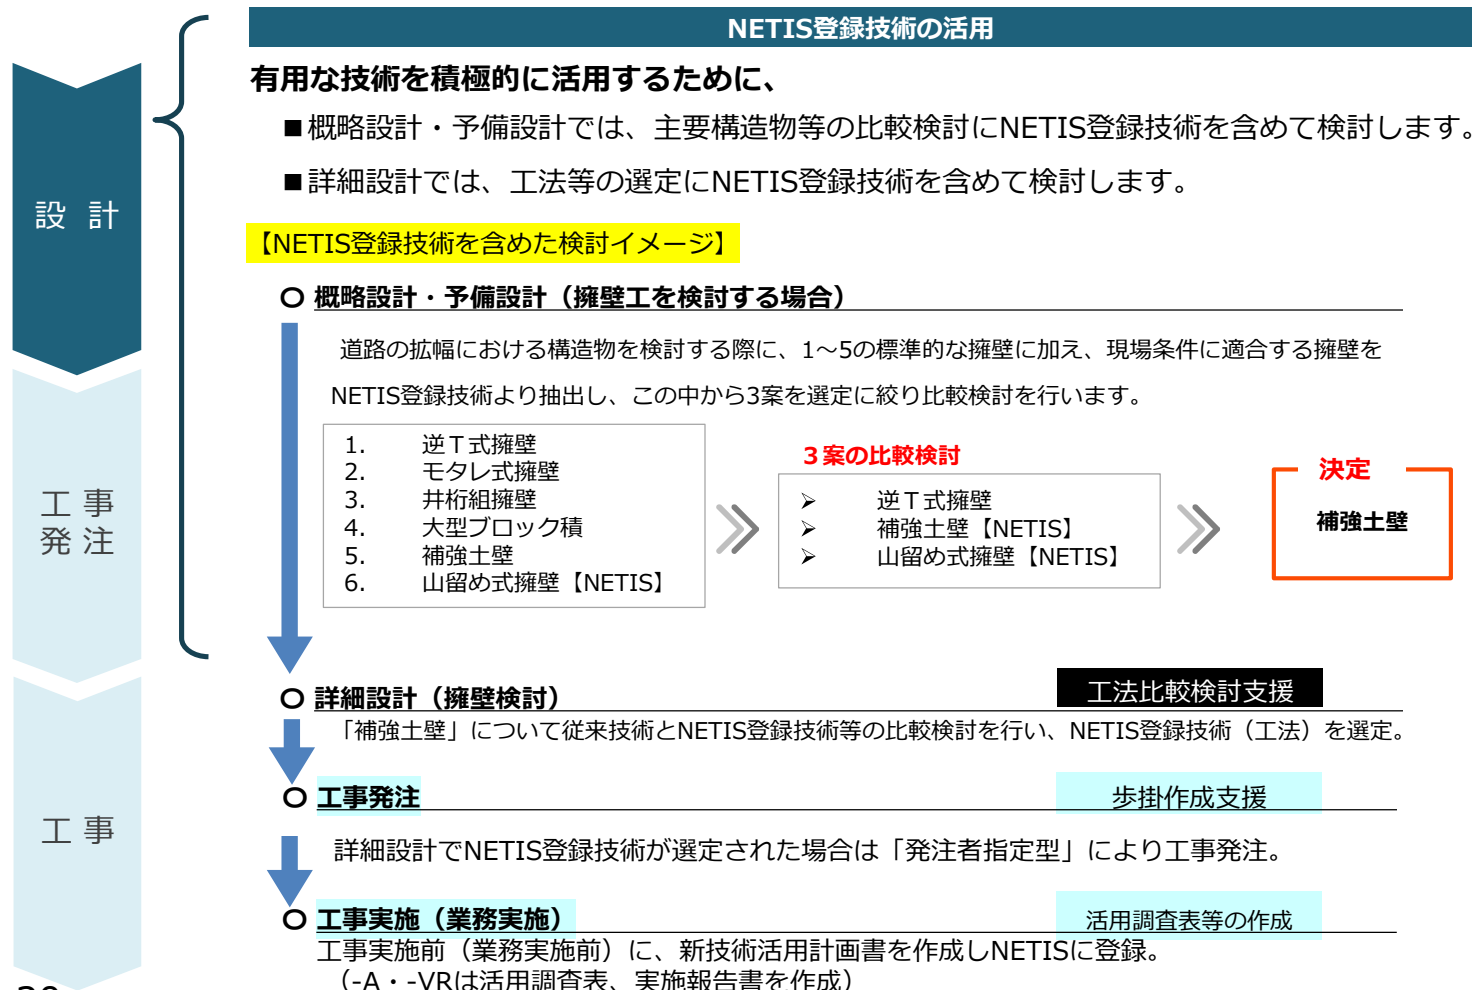 NETIS登録技術の活用
有用な技術を積極的に活用するために、
■概略設計・予備設計では、主要構造物等の比較検討にNETIS登録技術を含めて検討します。
■詳細設計では、工法等の選定にNETIS登録技術を含めて検討します。
設 計
【NETIS登録技術を含めた検討イメージ】
〇 概略設計・予備設計（擁壁工を検討する場合）
道路の拡幅における構造物を検討する際に、1～5の標準的な擁壁に加え、現場条件に適合する擁壁を
NETIS登録技術より抽出し、この中から3案を選定に絞り比較検討を行います。
1. 逆Ｔ式擁壁
2. モタレ式擁壁
3. 井桁組擁壁
4. 大型ブロック積
5. 補強土壁
6. 山留め式擁壁【NETIS】
３案の比較検討
➢ 逆Ｔ式擁壁
➢ 補強土壁【NETIS】
➢ 山留め式擁壁【NETIS】
決定
補強土壁
工 事
発 注
〇 詳細設計（擁壁検討）
工法比較検討支援
「補強土壁」について従来技術とNETIS登録技術等の比較検討を行い、NETIS登録技術（工法）を選定。
〇 工事発注
歩掛作成支援
工 事
詳細設計でNETIS登録技術が選定された場合は「発注者指定型」により工事発注。
〇 工事実施（業務実施）
活用調査表等の作成
工事実施前（業務実施前）に、新技術活用計画書を作成しNETISに登録。
（-A・-VRは活用調査表、実施報告書を作成）